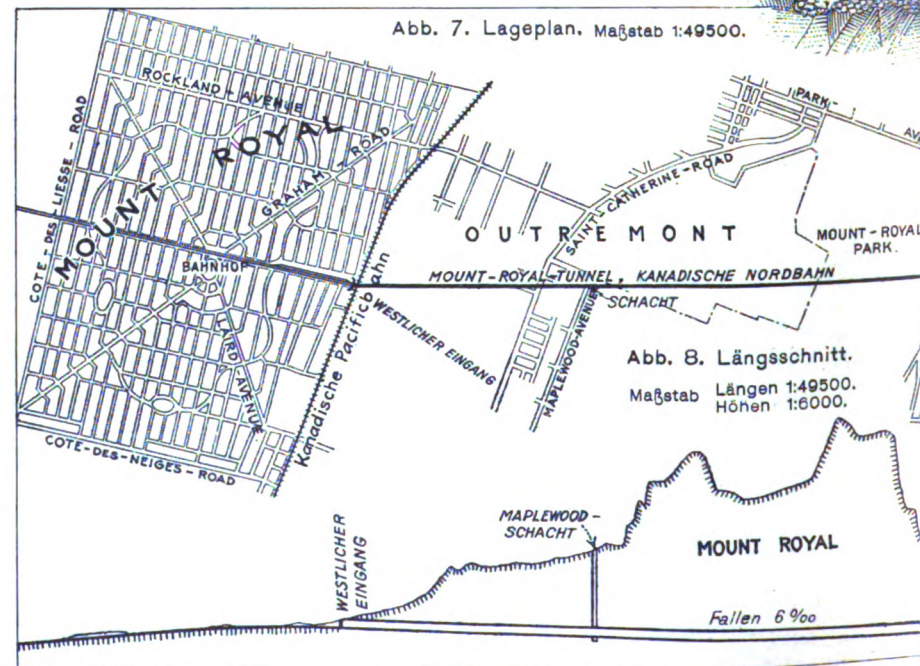 Abb. 7. Lageplan. Maßstab 1:49500.
ROCKLAND - AVENUE
MOUNT ROYAL
GRAHAM - ROAD
COTE - DES - LIESSE - ROAD
BAHNHOF
LAIRD AVENUE
COTE-DES-NEIGES-ROAD
Kanadische Pacificbahn
WESTLICHER EINGANG
OUTREMONT
SAINT-CATHERINE-ROAD
PARK -
MOUNT-ROYAL
PARK.
MOUNT-ROYAL-TUNNEL, KANADISCHE NORDBAHN
SCHACHT
MAPLEWOOD-AVENUE
Abb. 8. Längsschnitt.
Maßstab Längen 1:49500.
Höhen 1:6000.
WESTLICHER
EINGANG
MAPLEWOOD-
SCHACHT
MOUNT ROYAL
Fallen 6‰